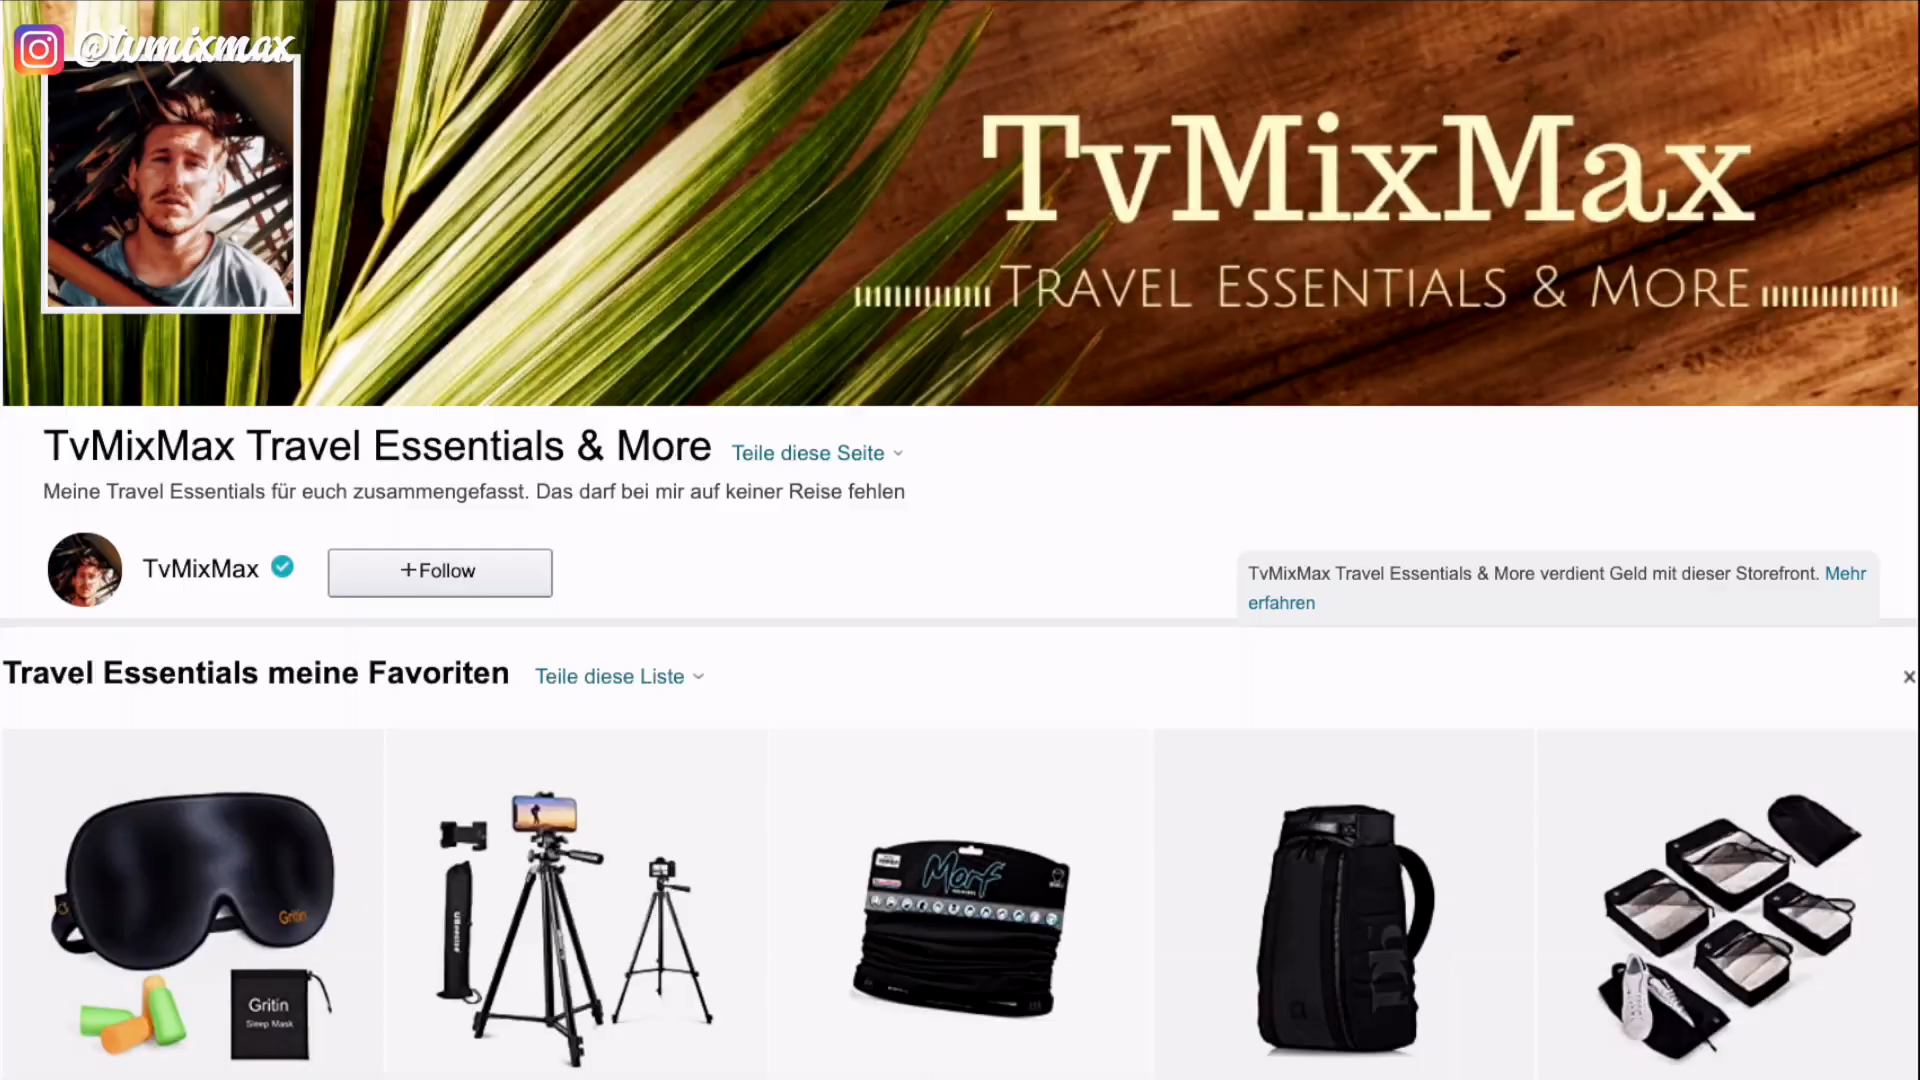 @tvmixmax
TvMixMax
Travel Essentials & More
TvMixMax Travel Essentials & More Teile diese Seite
Meine Travel Essentials für euch zusammengefasst. Das darf bei mir auf keiner Reise fehlen
TvMixMax
+Follow
TvMixMax Travel Essentials & More verdient Geld mit dieser Storefront. Mehr
erfahren
Travel Essentials meine Favoriten Teile diese Liste
x
Gritin
Gritin
Sleep Mask
Morf